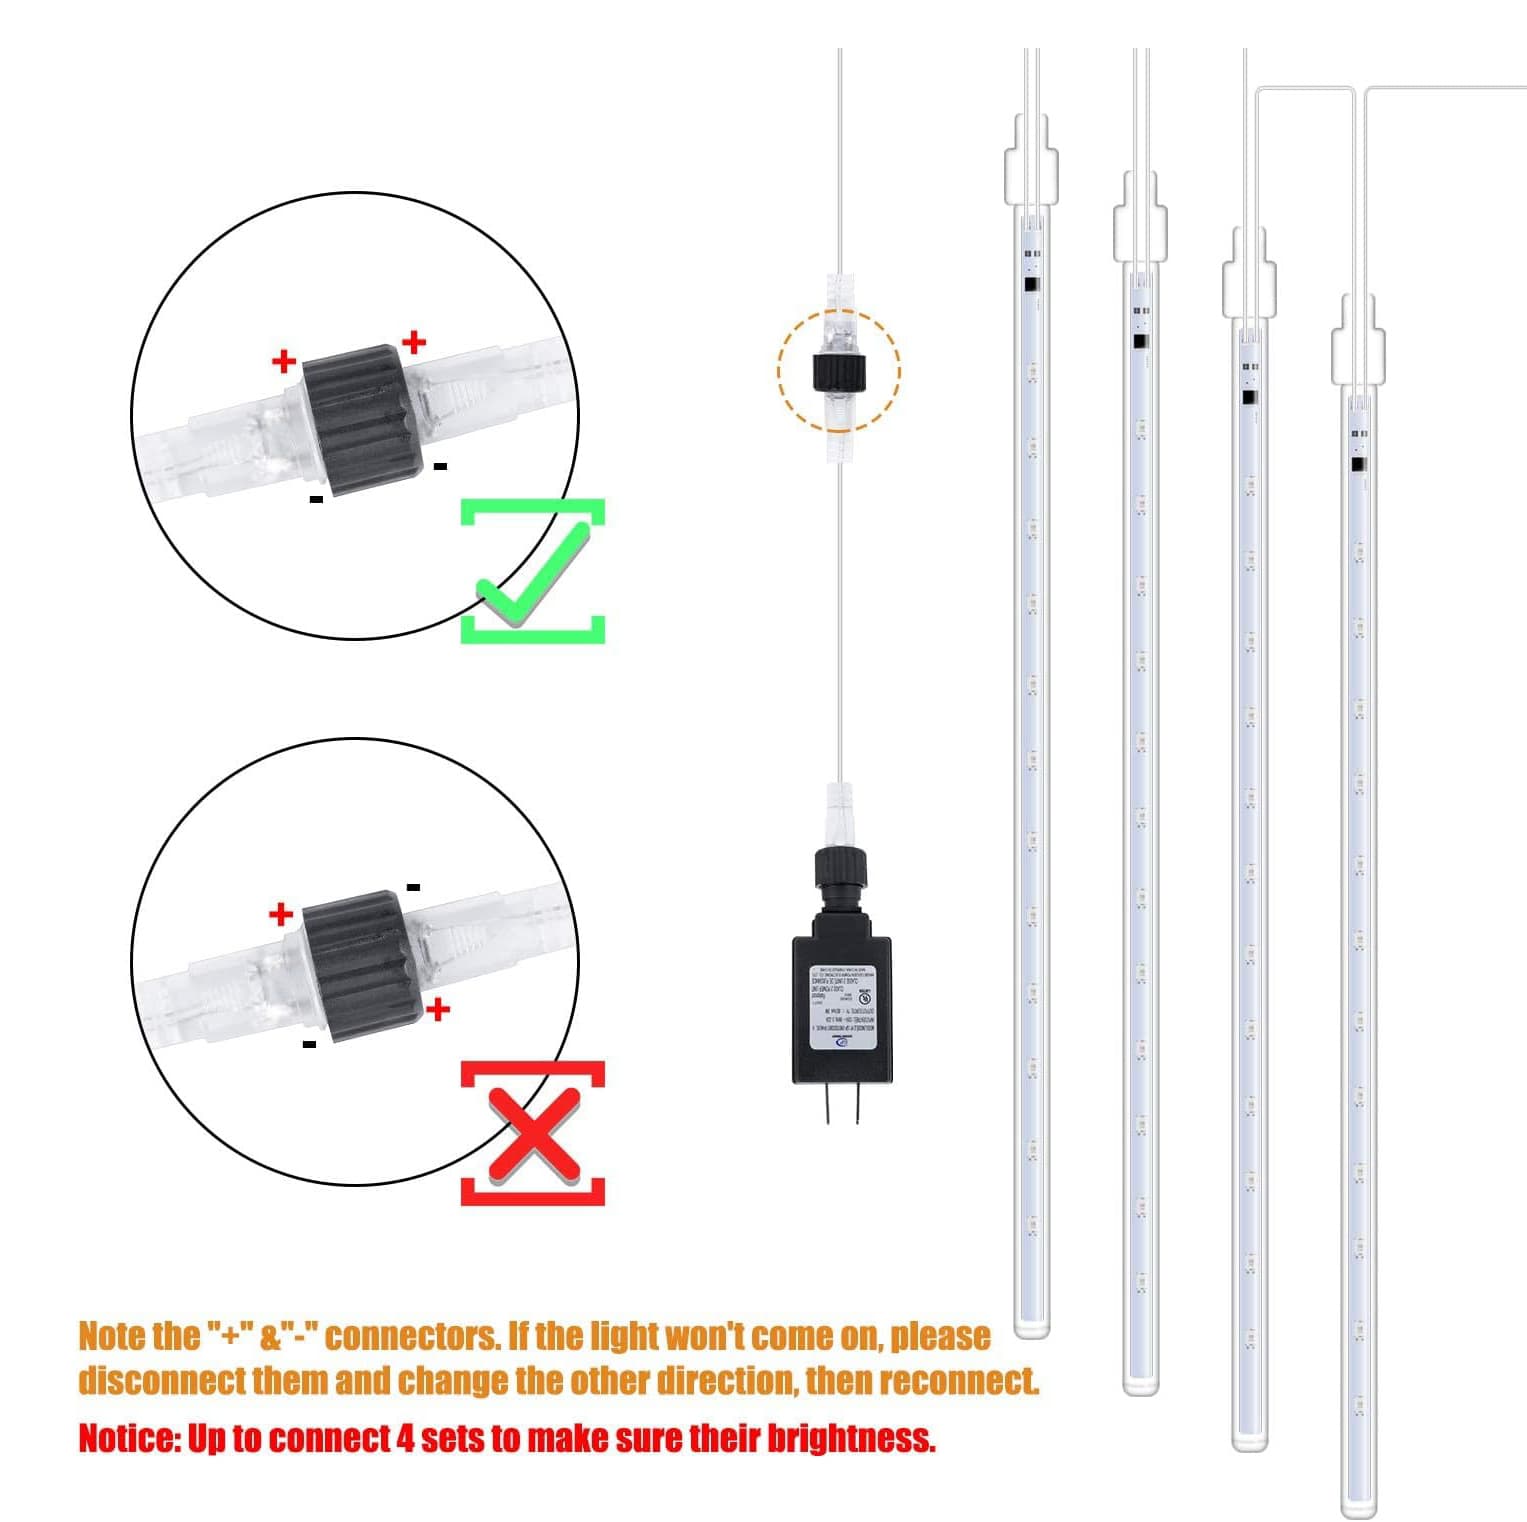 + +
- -
+ -
- +
Note the "+" &"-" connectors. If the light won't come on, please
disconnect them and change the other direction, then reconnect.
Notice: Up to connect 4 sets to make sure their brightness.